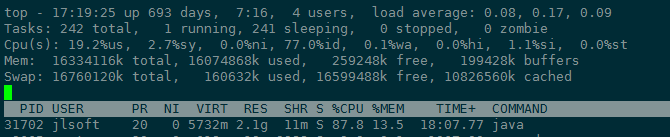 top - 17:19:25 up 693 days,  7:16,  4 users,  load average: 0.08, 0.17, 0.09
Tasks: 242 total,   1 running, 241 sleeping,   0 stopped,   0 zombie
Cpu(s): 19.2%us,  2.7%sy,  0.0%ni, 77.0%id,  0.1%wa,  0.0%hi,  1.1%si,  0.0%st
Mem:  16334116k total, 16074868k used,   259248k free,   199428k buffers
Swap: 16760120k total,   160632k used, 16599488k free, 10826560k cached
PID USER      PR  NI  VIRT  RES  SHR S %CPU %MEM    TIME+  COMMAND
31702 jlsoft    20   0 5732m 2.1g  11m S 87.8 13.5  18:07.77 java